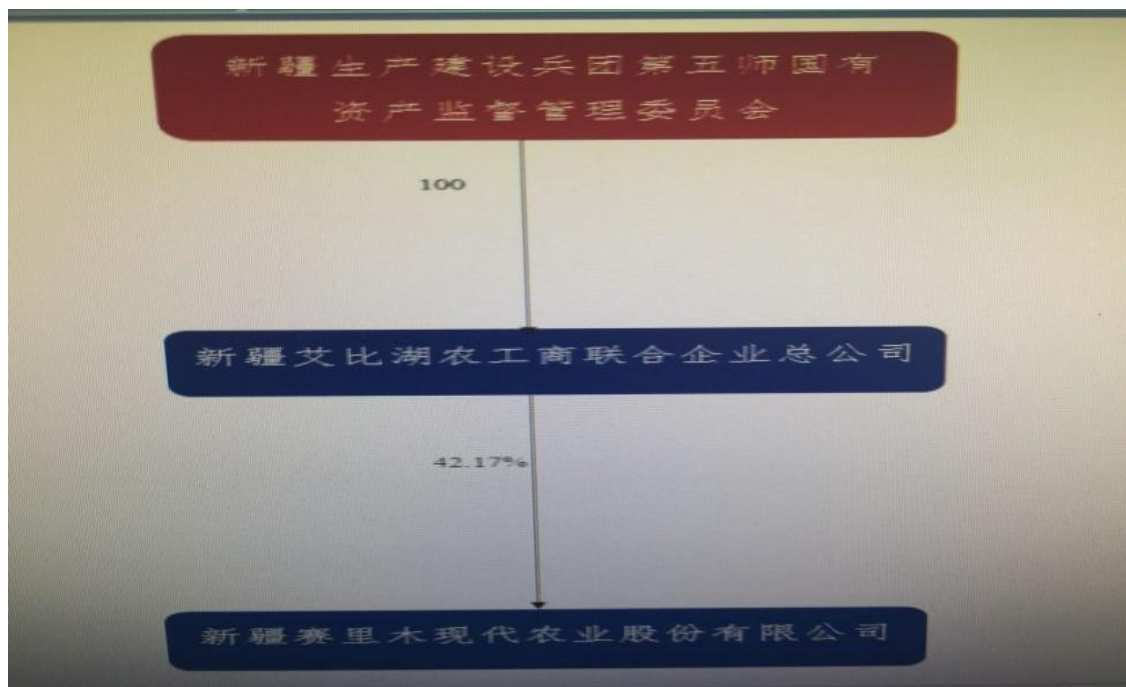 新疆生产建设兵团第五师国有
资产监督管理委员会
100
新疆艾比湖农工商联合企业总公司
42.17%
新疆赛里木现代农业股份有限公司